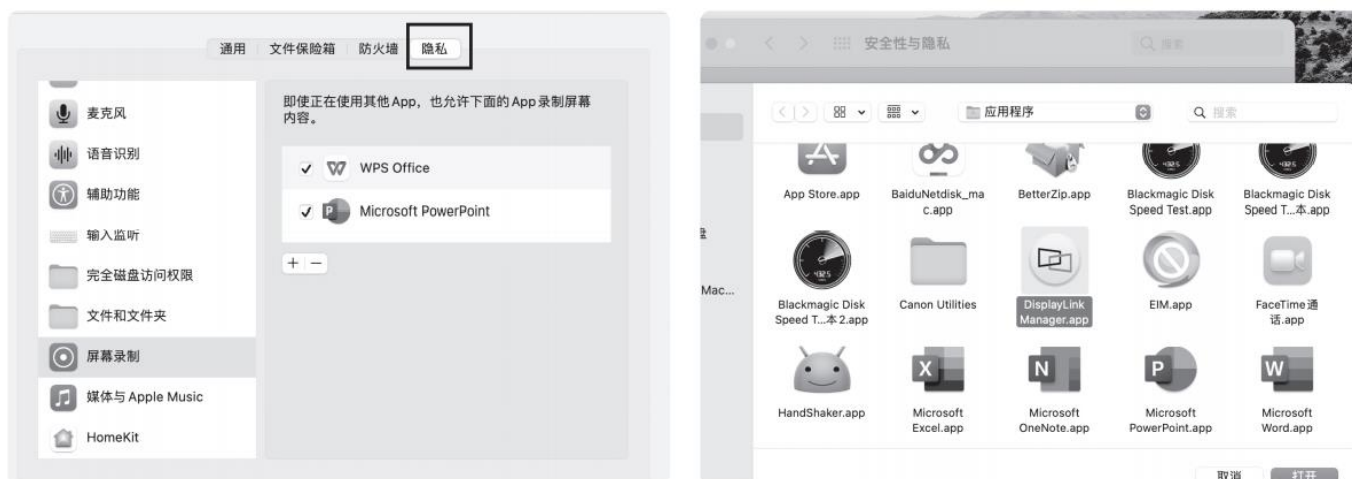 通用
文件保险箱
防火墙
隐私
麦克风
语音识别
辅助功能
输入监听
完全磁盘访问权限
文件和文件夹
屏幕录制
媒体与 Apple Music
HomeKit
即使正在使用其他 App，也允许下面的 App 录制屏幕
内容。
WPS Office
Microsoft PowerPoint
安全性与隐私
搜索
应用程序
搜索
Mac...
App Store.app
BaiduNetdisk_ma
c.app
BetterZip.app
Blackmagic Disk
Speed Test.app
Blackmagic Disk
Speed T...本.app
Blackmagic Disk
Speed T...本 2.app
Canon Utilities
DisplayLink
Manager.app
EIM.app
FaceTime 通
话.app
HandShaker.app
Microsoft
Excel.app
Microsoft
OneNote.app
Microsoft
PowerPoint.app
Microsoft
Word.app
取消
打开